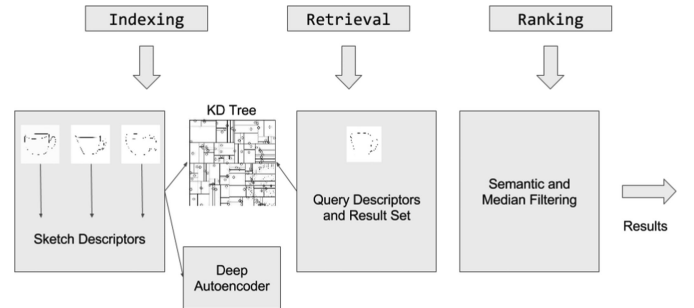 Indexing
Retrieval
Ranking
KD Tree
Sketch Descriptors
Query Descriptors
and Result Set
Semantic and
Median Filtering
Results
Deep
Autoencoder